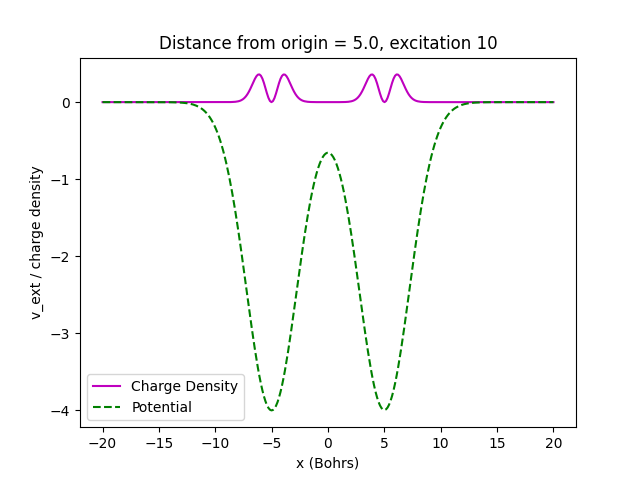 Distance from origin = 5.0, excitation 10
v_ext / charge density
0
−1
−2
−3
−4
Charge Density
Potential
−20
−15
−10
−5
0
5
10
15
20
x (Bohrs)